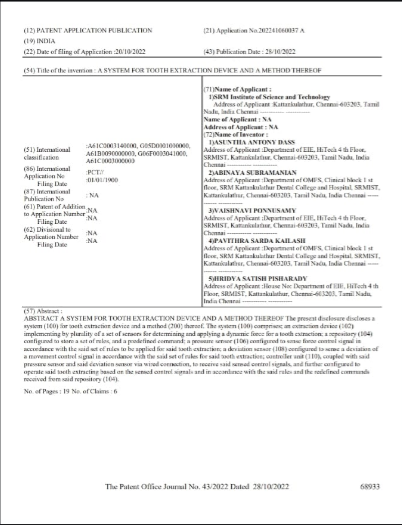 (12) PATENT APPLICATION PUBLICATION
(21) Application No.202241060037 A
(19) INDIA
(22) Date of filing of Application :20/10/2022
(43) Publication Date : 28/10/2022
(54) Title of the invention : A SYSTEM FOR TOOTH EXTRACTION DEVICE AND A METHOD THEREOF
(51) International classification
:A61C0003140000, G05D0001000000, A61B0090000000, G06F0003041000, A61C0003000000
(86) International Application No
:PCT//
Filing Date
:01/01/1900
(87) International Publication No
: NA
(61) Patent of Addition to Application Number
:NA
Filing Date
:NA
(62) Divisional to Application Number
:NA
Filing Date
:NA
(71)Name of Applicant :
1)SRM Institute of Science and Technology
Address of Applicant :Kattankulathur, Chennai-603203, Tamil
Nadu, India Chennai
Name of Applicant : NA
Address of Applicant : NA
(72)Name of Inventor :
1)ASUNTHA ANTONY DASS
Address of Applicant :Department of EIE, HiTech 4 th Floor,
SRMIST, Kattankulathur, Chennai-603203, Tamil Nadu, India
Chennai
2)ABINAYA SUBRAMANIAN
Address of Applicant :Department of OMFS, Clinical block 1 st
floor, SRM Kattankulathur Dental College and Hospital, SRMIST,
Kattankulathur, Chennai-603203, Tamil Nadu, India Chennai
3)VAISHNAVI PONNUSAMY
Address of Applicant :Department of EIE, HiTech 4 th Floor,
SRMIST, Kattankulathur, Chennai-603203, Tamil Nadu, India
Chennai
4)PAVITHRA SARDA KAILASH
Address of Applicant :Department of OMFS, Clinical block 1 st
floor, SRM Kattankulathur Dental College and Hospital, SRMIST,
Kattankulathur, Chennai-603203, Tamil Nadu, India Chennai
5)HRIDYA SATISH PISHARADY
Address of Applicant :House No: Department of EIE, HiTech 4 th
Floor, SRMIST, Kattankulathur, Chennai-603203, Tamil Nadu,
India Chennai
(57) Abstract :
ABSTRACT A SYSTEM FOR TOOTH EXTRACTION DEVICE AND A METHOD THEREOF The present disclosure discloses a
system (100) for tooth extraction device and a method (200) thereof. The system (100) comprises; an extraction device (102)
implementing by plurality of a set of sensors for determining and applying a dynamic force for a tooth extraction; a repository (104)
configured to store a set of rules, and a predefined command; a pressure sensor (106) configured to sense force control signal in
accordance with the said set of rules to be applied for said tooth extraction; a deviation sensor (108) configured to sense a deviation of
a movement control signal in accordance with the said set of rules for said tooth extraction; controller unit (110), coupled with said
pressure sensor and said deviation sensor via wired connection, to receive said sensed control signals, and further configured to
operate said tooth extracting based on the sensed control signals and in accordance with the said rules and the redefined commands
received from said repository (104).
No. of Pages : 19 No. of Claims : 6
The Patent Office Journal No. 43/2022 Dated 28/10/2022
68933